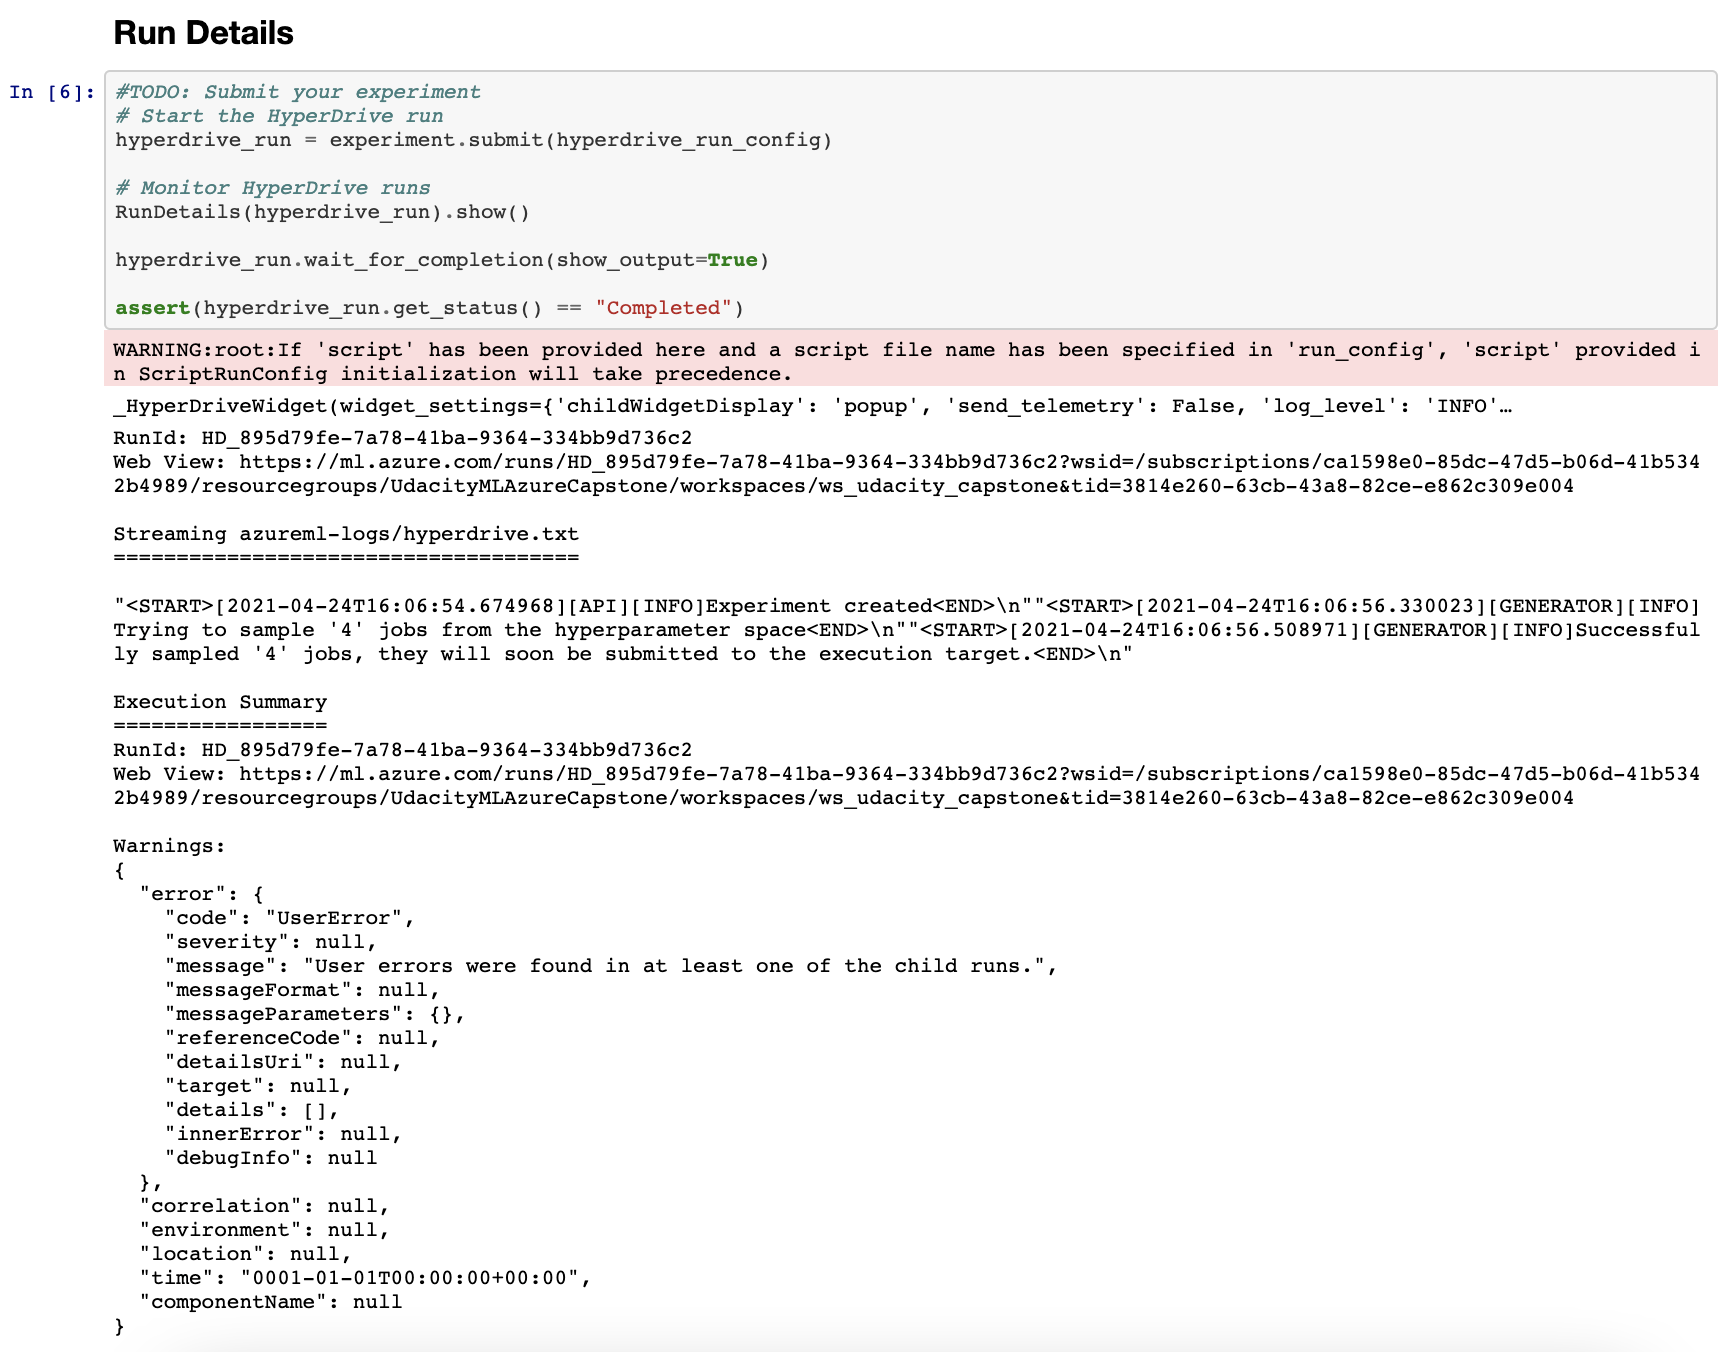 Run Details
In [6]:
#TODO: Submit your experiment
# Start the HyperDrive run
hyperdrive_run = experiment.submit(hyperdrive_run_config)
# Monitor HyperDrive runs
RunDetails(hyperdrive_run).show()
hyperdrive_run.wait_for_completion(show_output=True)
assert(hyperdrive_run.get_status() == "Completed")
WARNING:root:If 'script' has been provided here and a script file name has been specified in 'run_config', 'script' provided i
n ScriptRunConfig initialization will take precedence.
_HyperDriveWidget(widget_settings={'childWidgetDisplay': 'popup', 'send_telemetry': False, 'log_level': 'INFO'…
RunId: HD_895d79fe-7a78-41ba-9364-334bb9d736c2
Web View: https://ml.azure.com/runs/HD_895d79fe-7a78-41ba-9364-334bb9d736c2?wsid=/subscriptions/ca1598e0-85dc-47d5-b06d-41b534
2b4989/resourcegroups/UdacityMLAzureCapstone/workspaces/ws_udacity_capstone&tid=3814e260-63cb-43a8-82ce-e862c309e004
Streaming azureml-logs/hyperdrive.txt
=====================================
"<START>[2021-04-24T16:06:54.674968][API][INFO]Experiment created<END>\n""<START>[2021-04-24T16:06:56.330023][GENERATOR][INFO]
Trying to sample '4' jobs from the hyperparameter space<END>\n""<START>[2021-04-24T16:06:56.508971][GENERATOR][INFO]Successful
ly sampled '4' jobs, they will soon be submitted to the execution target.<END>\n"
Execution Summary
=================
RunId: HD_895d79fe-7a78-41ba-9364-334bb9d736c2
Web View: https://ml.azure.com/runs/HD_895d79fe-7a78-41ba-9364-334bb9d736c2?wsid=/subscriptions/ca1598e0-85dc-47d5-b06d-41b534
2b4989/resourcegroups/UdacityMLAzureCapstone/workspaces/ws_udacity_capstone&tid=3814e260-63cb-43a8-82ce-e862c309e004
Warnings:
{
  "error": {
    "code": "UserError",
    "severity": null,
    "message": "User errors were found in at least one of the child runs.",
    "messageFormat": null,
    "messageParameters": {},
    "referenceCode": null,
    "detailsUri": null,
    "target": null,
    "details": [],
    "innerError": null,
    "debugInfo": null
  },
  "correlation": null,
  "environment": null,
  "location": null,
  "time": "0001-01-01T00:00:00+00:00",
  "componentName": null
}